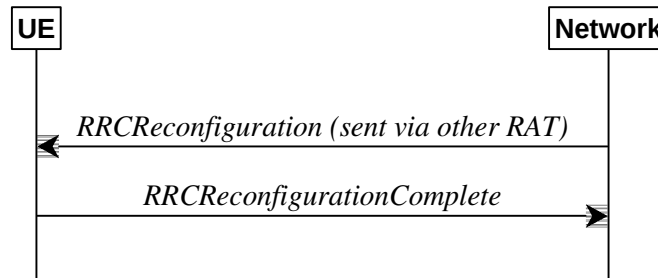 UE
Network
RRCReconfiguration (sent via other RAT)
RRCReconfigurationComplete